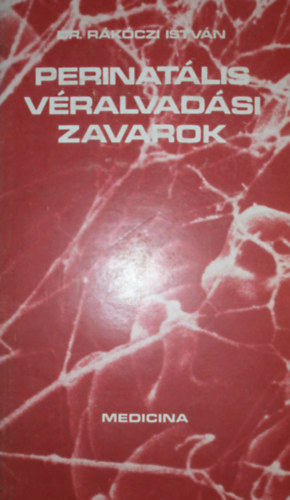 DR. RÁKÓCZI ISTVÁN
PERINATÁLIS
VÉRALVADÁSI
ZAVAROK
MEDICINA